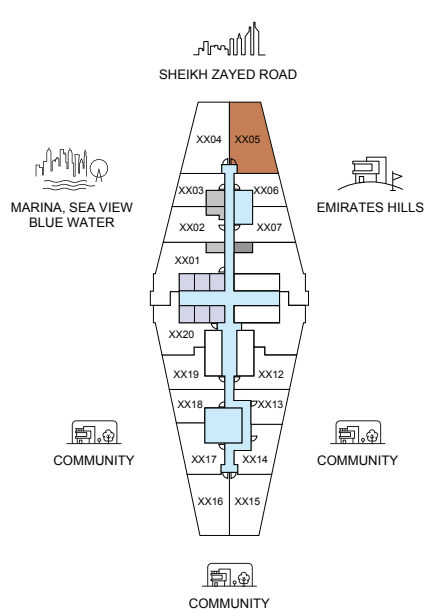 SHEIKH ZAYED ROAD
XX04
XX05
MARINA, SEA VIEW
BLUE WATER
EMIRATES HILLS
XX03
XX06
XX02
XX07
XX01
XX20
XX19
XX12
XX18
XX13
COMMUNITY
COMMUNITY
XX17
XX14
XX16
XX15
COMMUNITY